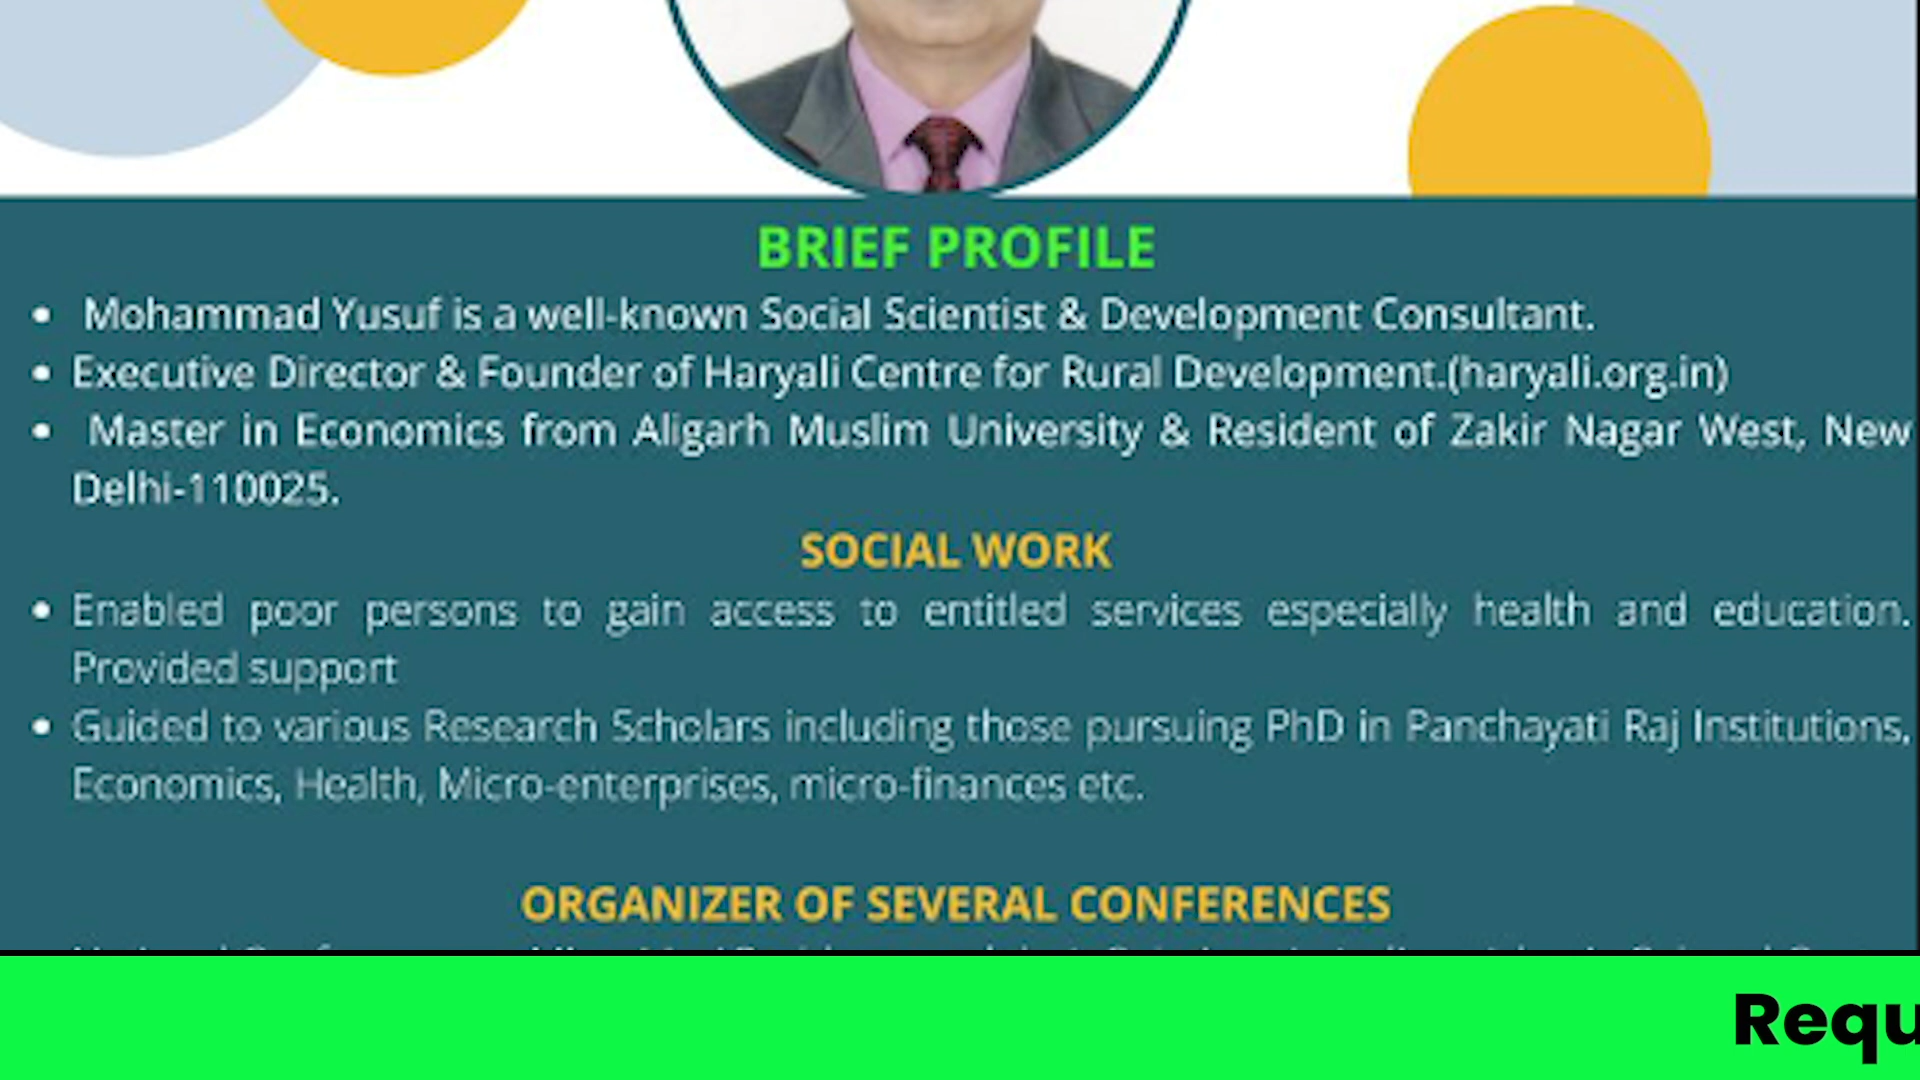 BRIEF PROFILE
• Mohammad Yusuf is a well-known Social Scientist & Development Consultant.
• Executive Director & Founder of Haryali Centre for Rural Development.(haryali.org.in)
• Master in Economics from Aligarh Muslim University & Resident of Zakir Nagar West, New
Delhi-110025.
SOCIAL WORK
• Enabled poor persons to gain access to entitled services especially health and education.
Provided support
• Guided to various Research Scholars including those pursuing PhD in Panchayati Raj Institutions,
Economics, Health, Micro-enterprises, micro-finances etc.
ORGANIZER OF SEVERAL CONFERENCES
Requ